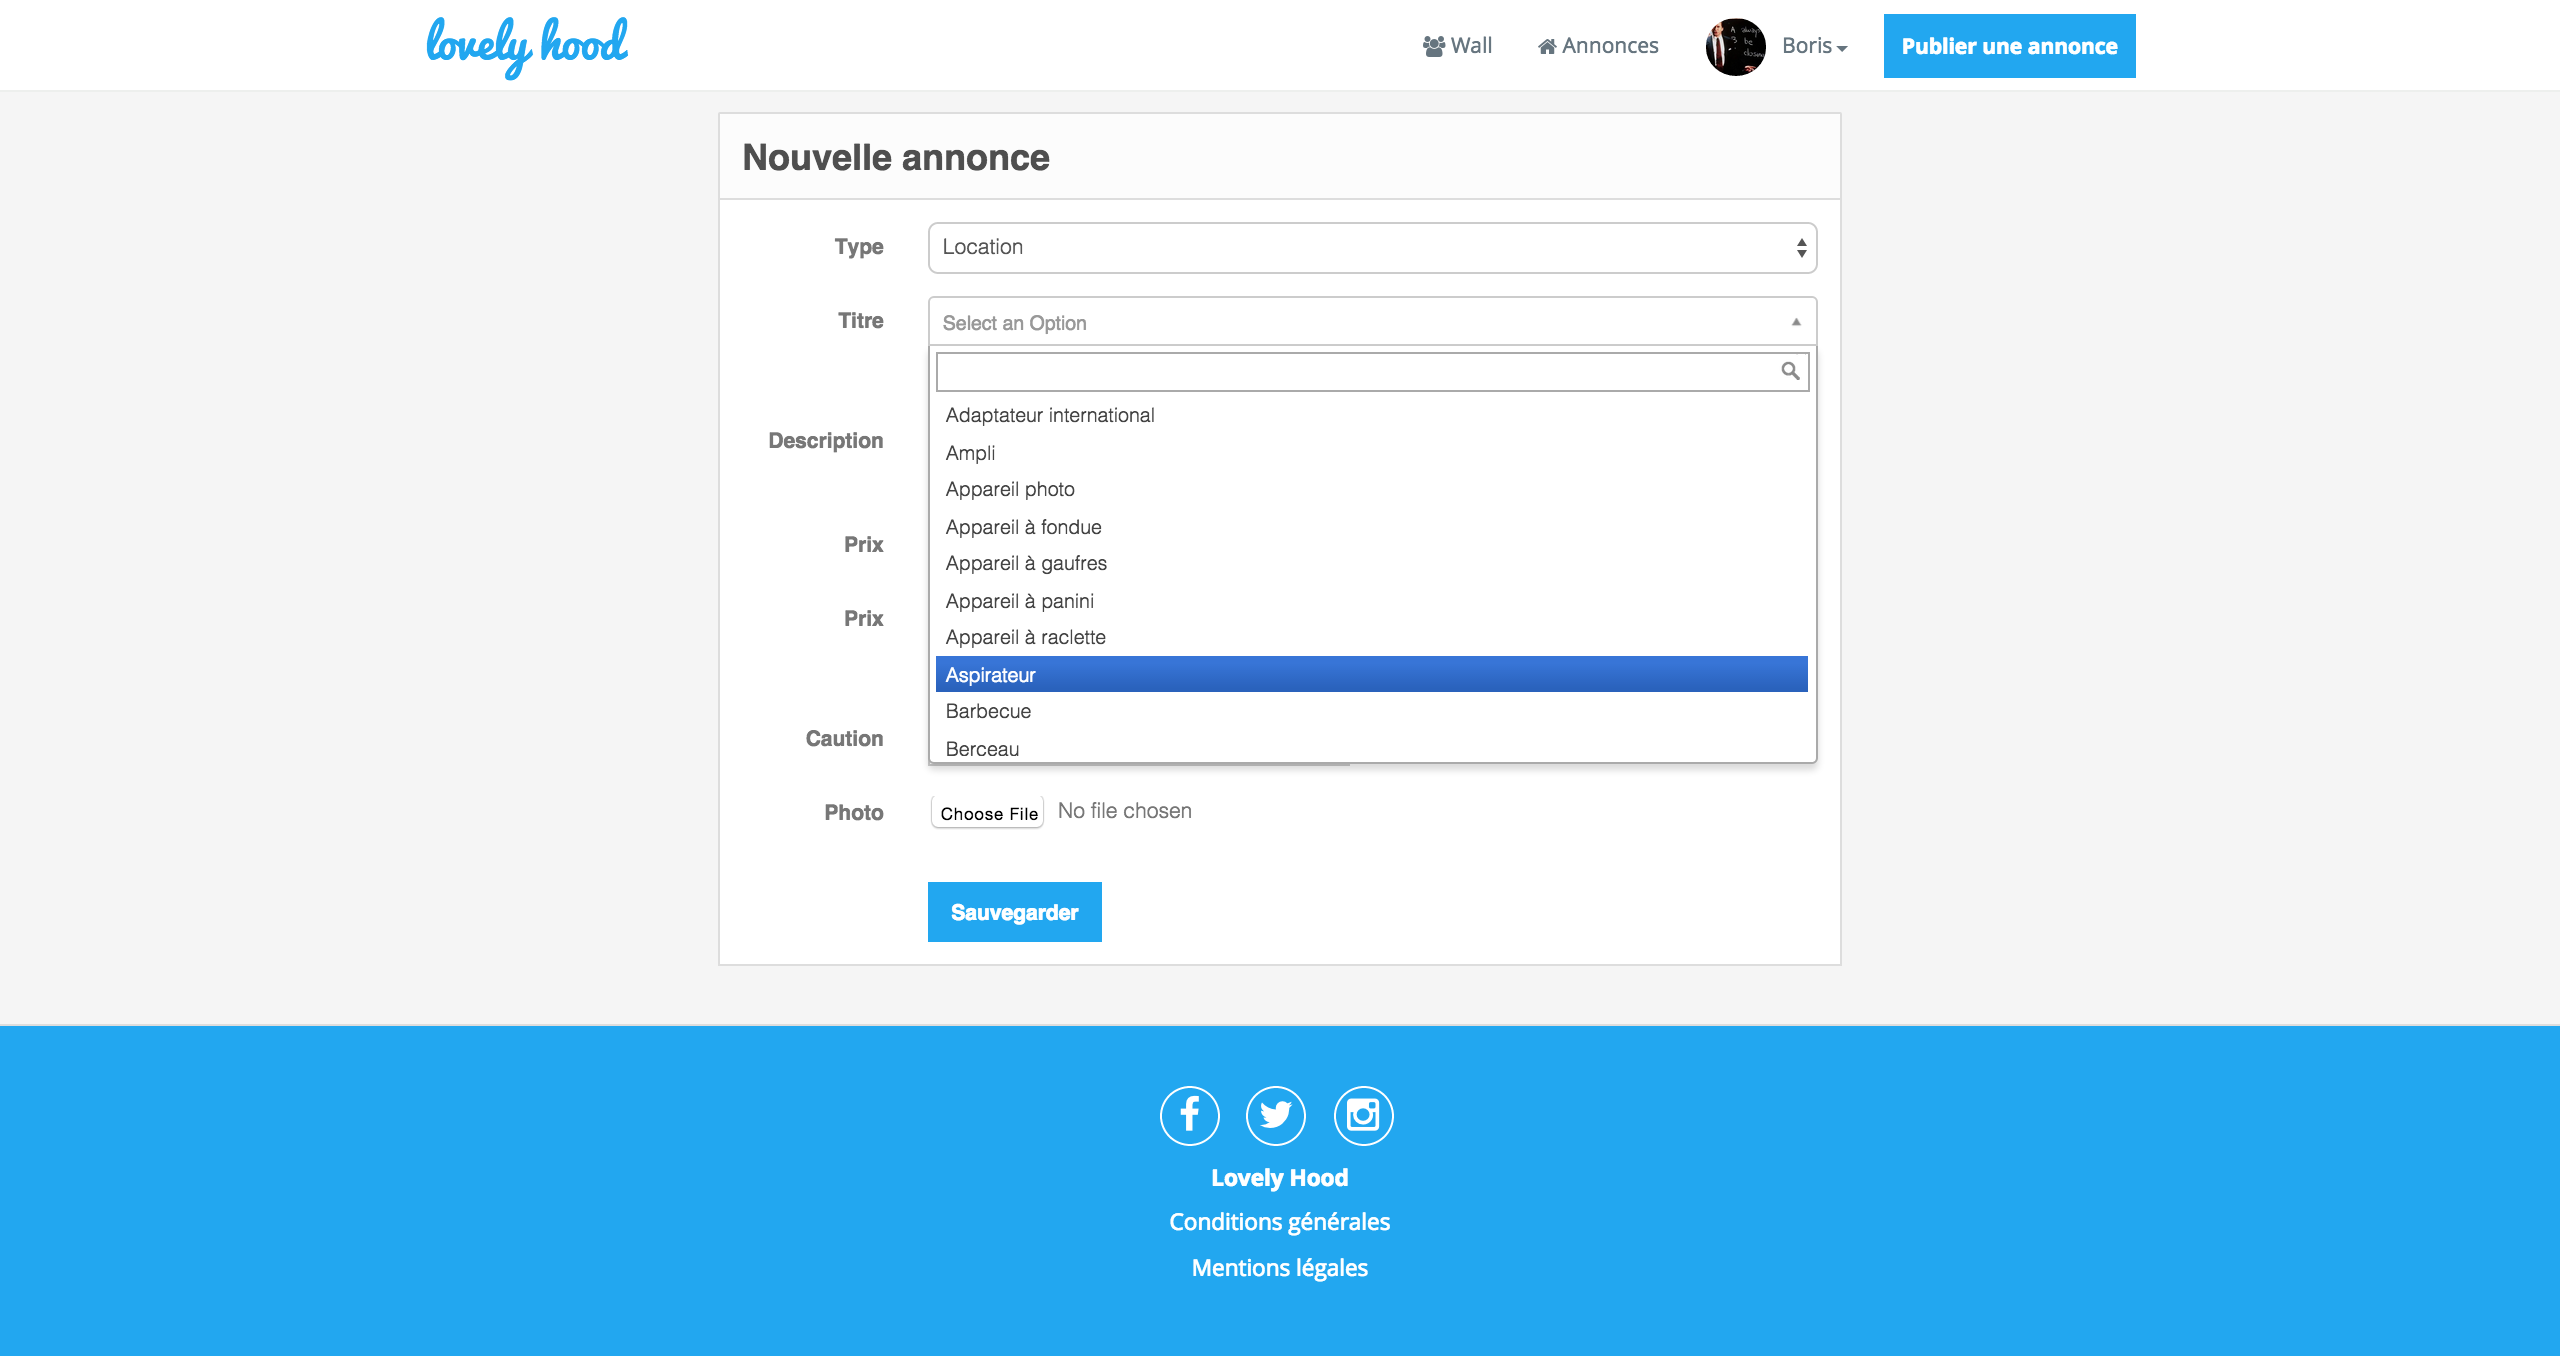 lovely hood
Wall
Annonces
Boris
Publier une annonce
Nouvelle annonce
Type
Location
Titre
Select an Option
Adaptateur international
Ampli
Description
Appareil photo
Appareil à fondue
Prix
Appareil à gaufres
Appareil à panini
Prix
Appareil à raclette
Aspirateur
Barbecue
Caution
Berceau
Photo
Choose File
No file chosen
Sauvegarder
Lovely Hood
Conditions générales
Mentions légales